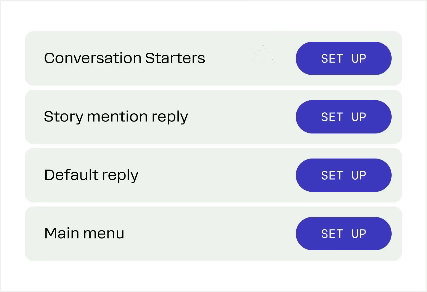 Conversation Starters SET UP
Story mention reply SET UP
Default reply SET UP
Main menu SET UP